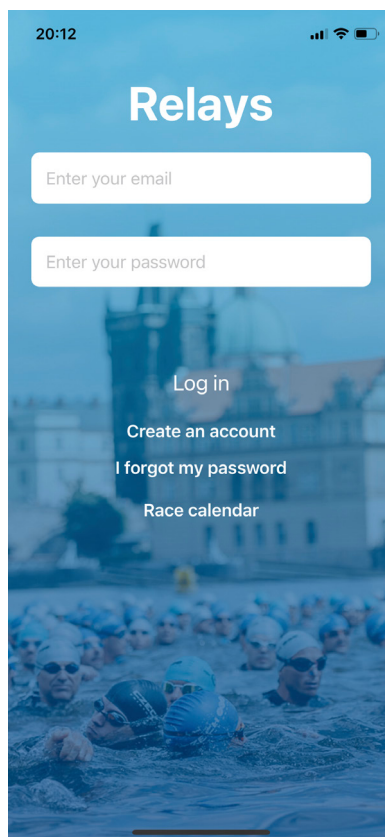 20:12
Relays
Enter your email
Enter your password
Log in
Create an account
I forgot my password
Race calendar